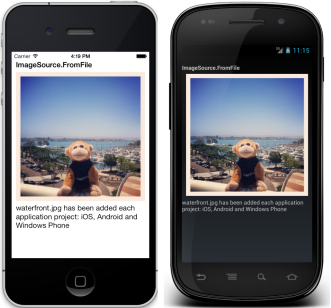 Carrier 4:19 PM
ImageSource.FromFile
waterfront.jpg has been added each
application project: iOS, Android and
Windows Phone
11:15
ImageSource.FromFile
waterfront.jpg has been added each application
project: iOS, Android and Windows Phone